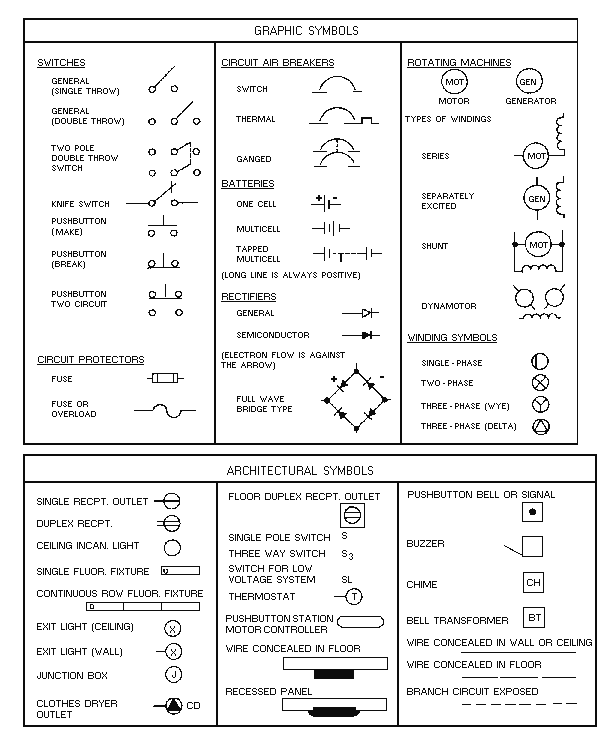 GRAPHIC SYMBOLS
SWITCHES
GENERAL
(SINGLE THROW)
GENERAL
(DOUBLE THROW)
TWO POLE
DOUBLE THROW
SWITCH
KNIFE SWITCH
PUSHBUTTON
(MAKE)
PUSHBUTTON
(BREAK)
PUSHBUTTON
TWO CIRCUIT
CIRCUIT PROTECTORS
FUSE
FUSE OR
OVERLOAD
CIRCUIT AIR BREAKERS
SWITCH
THERMAL
GANGED
BATTERIES
ONE CELL + -
MULTICELL
TAPPED
MULTICELL
(LONG LINE IS ALWAYS POSITIVE)
RECTIFIERS
GENERAL
SEMICONDUCTOR
(ELECTRON FLOW IS AGAINST
THE ARROW)
+ -
FULL WAVE
BRIDGE TYPE
ROTATING MACHINES
MOT GEN
MOTOR GENERATOR
TYPES OF WINDINGS
SERIES MOT
SEPARATELY
EXCITED GEN
SHUNT MOT
DYNAMOTOR
WINDING SYMBOLS
SINGLE - PHASE
TWO - PHASE
THREE - PHASE (WYE)
THREE - PHASE (DELTA)
ARCHITECTURAL SYMBOLS
SINGLE RECPT. OUTLET
DUPLEX RECPT.
CEILING INCAN. LIGHT
SINGLE FLUOR. FIXTURE
CONTINUOUS ROW FLUOR. FIXTURE
EXIT LIGHT (CEILING) X
EXIT LIGHT (WALL) X
JUNCTION BOX J
CLOTHES DRYER CD
OUTLET
FLOOR DUPLEX RECPT. OUTLET
SINGLE POLE SWITCH S
THREE WAY SWITCH S3
SWITCH FOR LOW
VOLTAGE SYSTEM SL
THERMOSTAT T
PUSHBUTTON STATION
MOTOR CONTROLLER
WIRE CONCEALED IN FLOOR
RECESSED PANEL
PUSHBUTTON BELL OR SIGNAL
BUZZER
CHIME CH
BELL TRANSFORMER BT
WIRE CONCEALED IN WALL OR CEILING
WIRE CONCEALED IN FLOOR
BRANCH CIRCUIT EXPOSED